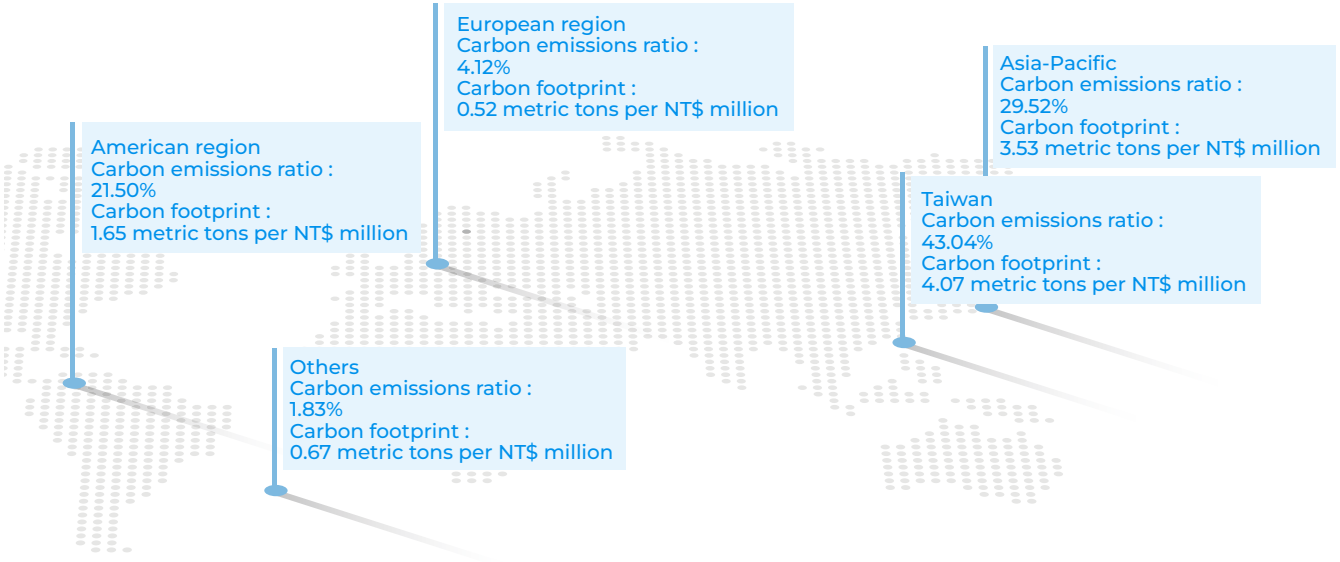 European region
Carbon emissions ratio :
4.12%
Carbon footprint :
0.52 metric tons per NT$ million
Asia-Pacific
Carbon emissions ratio :
29.52%
Carbon footprint :
3.53 metric tons per NT$ million
American region
Carbon emissions ratio :
21.50%
Carbon footprint :
1.65 metric tons per NT$ million
Taiwan
Carbon emissions ratio :
43.04%
Carbon footprint :
4.07 metric tons per NT$ million
Others
Carbon emissions ratio :
1.83%
Carbon footprint :
0.67 metric tons per NT$ million